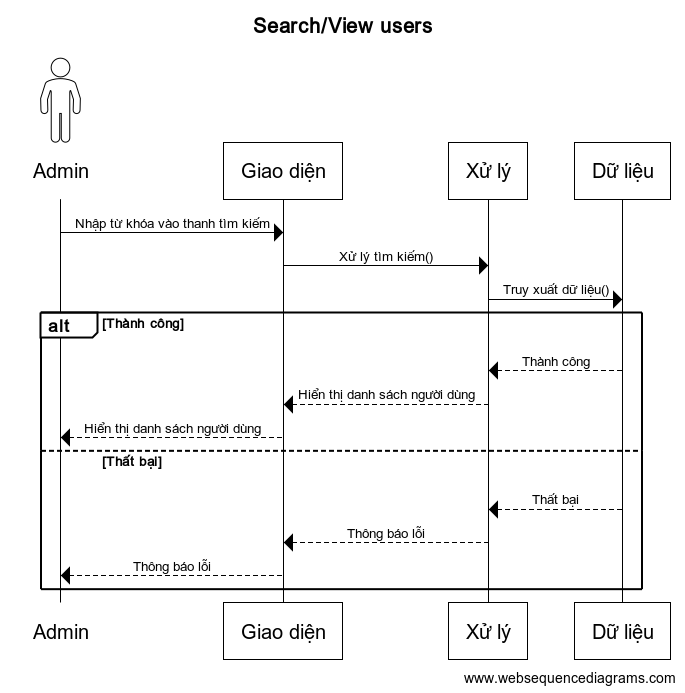 Search/View users
Admin
Giao diện
Xử lý
Dữ liệu
Nhập từ khóa vào thanh tìm kiếm
Xử lý tìm kiếm()
Truy xuất dữ liệu()
alt
[Thành công]
Thành công
Hiển thị danh sách người dùng
Hiển thị danh sách người dùng
[Thất bại]
Thất bại
Thông báo lỗi
Thông báo lỗi
Admin
Giao diện
Xử lý
Dữ liệu
www.websequencediagrams.com